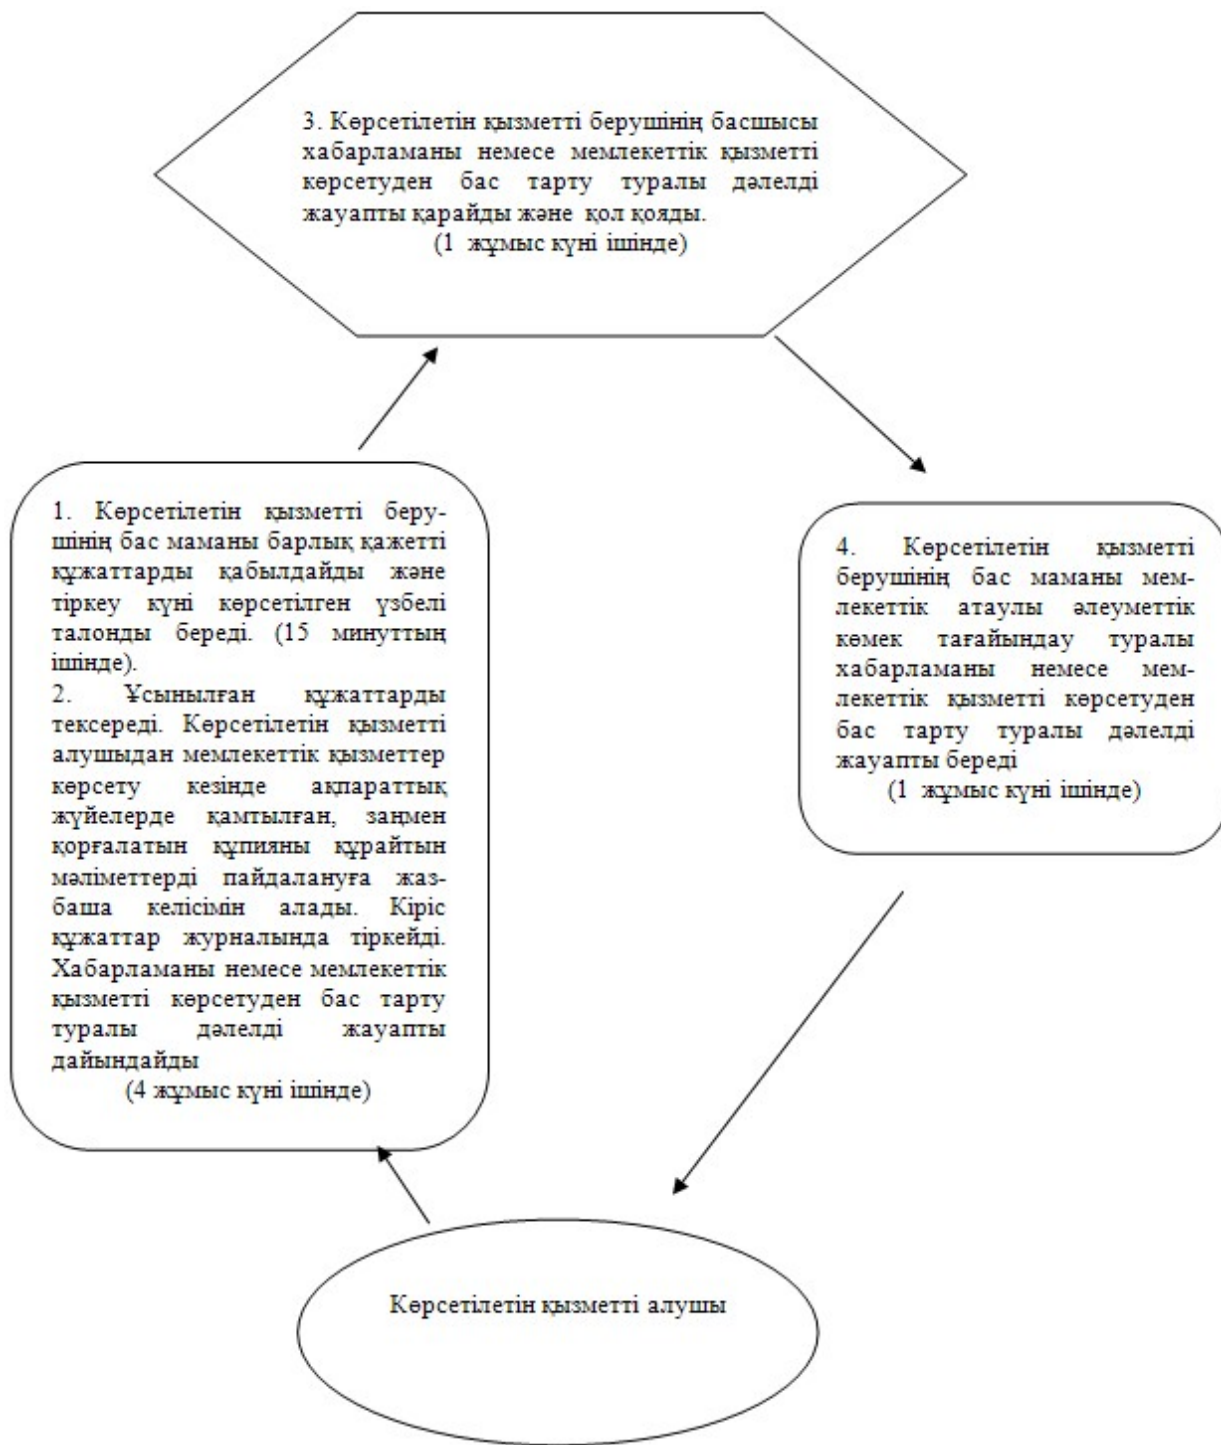 3. Көрсетілетін қызметті берушінің басшысы
хабарламаны немесе мемлекеттік қызметті
көрсетуден бас тарту туралы дәлелді
жауапты қарайды және қол қояды.
(1 жұмыс күні ішінде)
1. Көрсетілетін қызметті беру-
шінің бас маманы барлық қажетті
құжаттарды қабылдайды және
тіркеу күні көрсетілген үзбелі
талонды береді. (15 минуттың
ішінде).
2. Ұсынылған құжаттарды
тексереді. Көрсетілетін қызметті
алушыдан мемлекеттік қызметтер
көрсету кезінде ақпараттық
жүйелерде қамтылған, заңмен
қорғалатын құпияны құрайтын
мәліметтерді пайдалануға жаз-
баша келісімін алады. Кіріс
құжаттар журналында тіркейді.
Хабарламаны немесе мемлекеттік
қызметті көрсетуден бас тарту
туралы дәлелді жауапты
дайындайды
(4 жұмыс күні ішінде)
4. Көрсетілетін қызметті
берушінің бас маманы мем-
лекеттік атаулы әлеуметтік
көмек тағайындау туралы
хабарламаны немесе мем-
лекеттік қызметті көрсетуден
бас тарту туралы дәлелді
жауапты береді
(1 жұмыс күні ішінде)
Көрсетілетін қызметті алушы